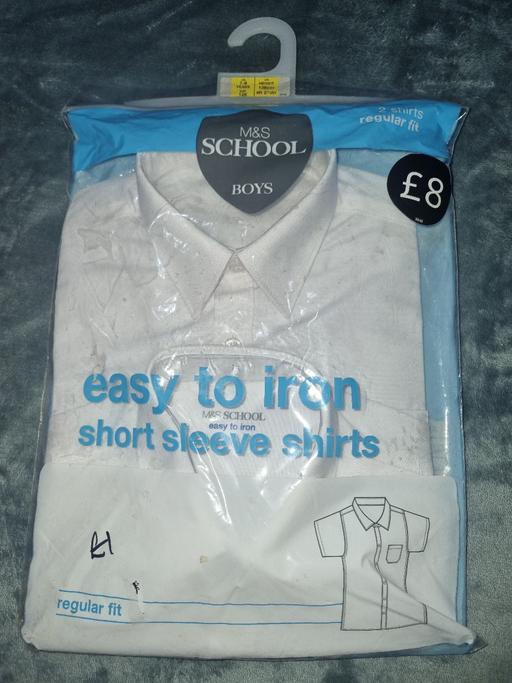 2 shirts
regular fit
M&S
SCHOOL
BOYS
£8
easy to iron
M&S SCHOOL
easy to iron
short sleeve shirts
regular fit